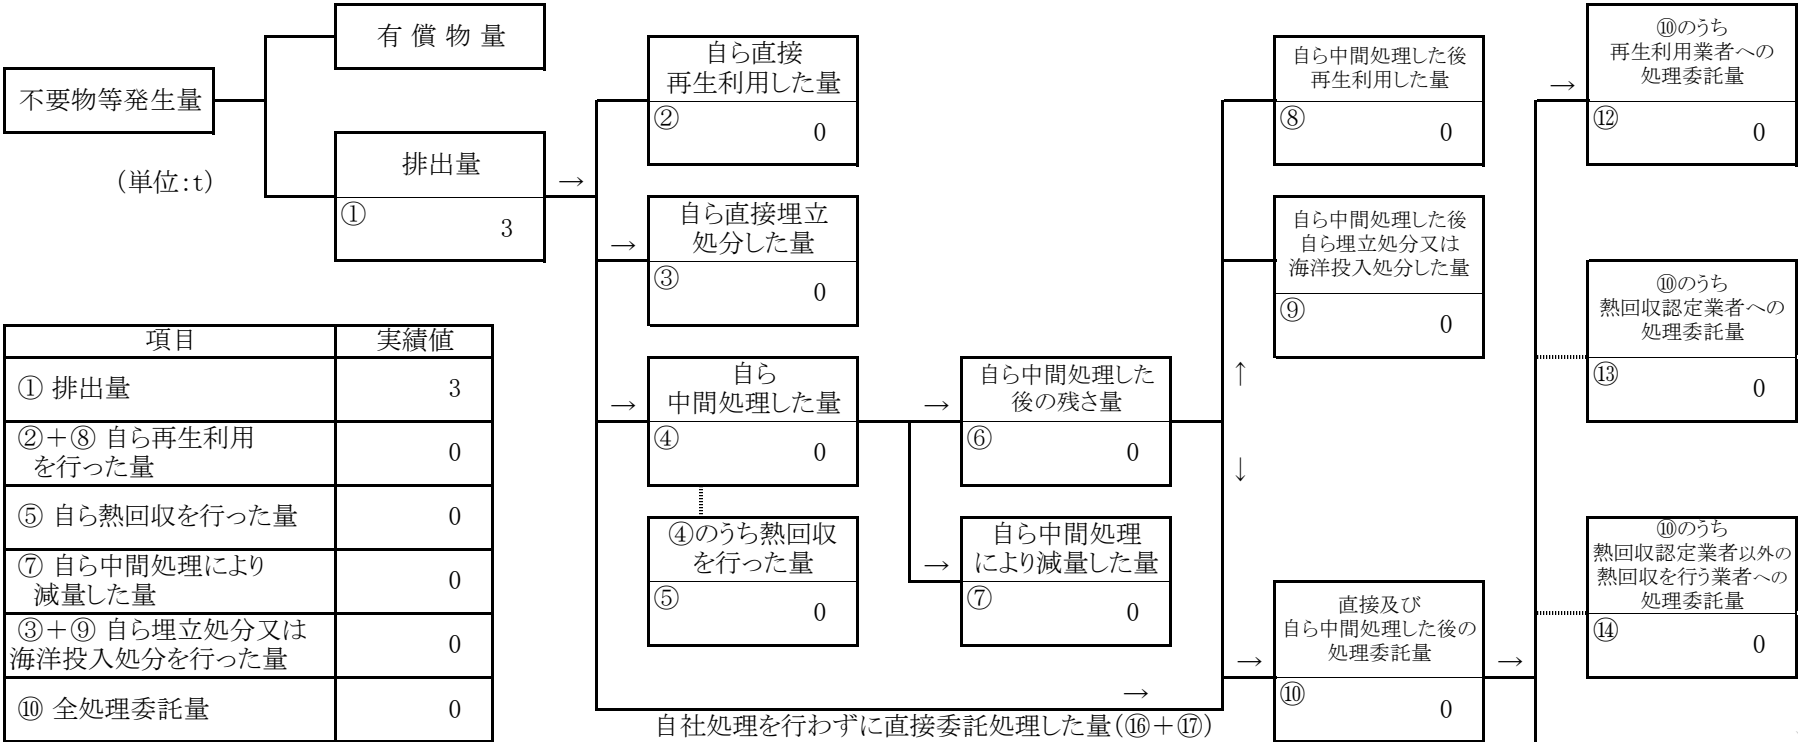 有 償 物 量
不要物等発生量
(単位:t)
排出量
①
3
→
自ら直接
再生利用した量
②
0
→
自ら直接埋立
処分した量
③
0
→
自ら
中間処理した量
④
0
④のうち熱回収
を行った量
⑤
0
→
自ら中間処理した
後の残さ量
⑥
0
→
自ら中間処理
により減量した量
⑦
0
自ら中間処理した後
再生利用した量
⑧
0
自ら中間処理した後
自ら埋立処分又は
海洋投入処分した量
⑨
0
↑
↓
→
直接及び
自ら中間処理した後の
処理委託量
⑩
0
→
自社処理を行わずに直接委託処理した量(⑯+⑰)
→
→
⑩のうち
再生利用業者への
処理委託量
⑫
0
⑩のうち
熱回収認定業者への
処理委託量
⑬
0
⑩のうち
熱回収認定業者以外の
熱回収を行う業者への
処理委託量
⑭
0
項目 実績値
① 排出量 3
②+⑧ 自ら再生利用
を行った量 0
⑤ 自ら熱回収を行った量 0
⑦ 自ら中間処理により
減量した量 0
③+⑨ 自ら埋立処分又は
海洋投入処分を行った量 0
⑩ 全処理委託量 0